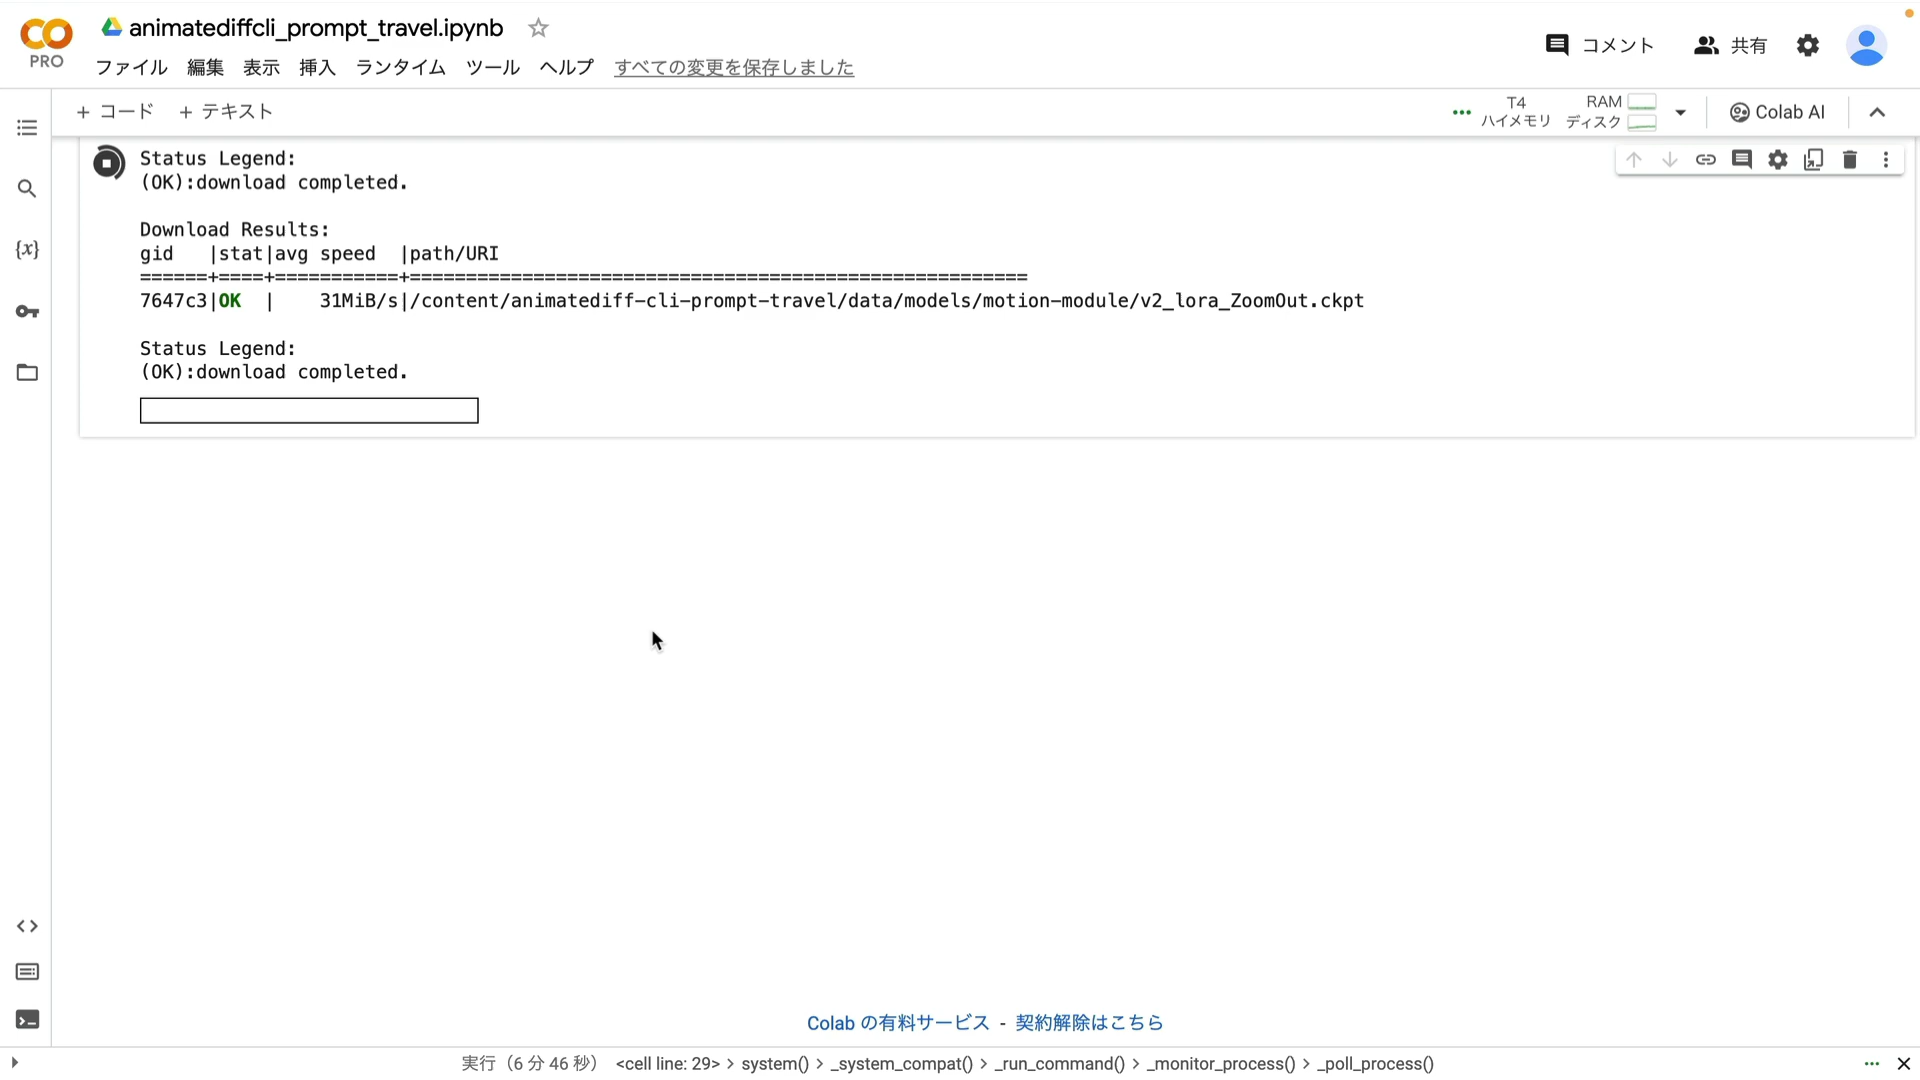 animatediffcli_prompt_travel.ipynb
PRO
ファイル 編集 表示 挿入 ランタイム ツール ヘルプ すべての変更を保存しました
コメント 共有
+ コード + テキスト
T4 ハイメモリ
RAM ディスク
Colab AI
Status Legend:
(OK):download completed.
Download Results:
gid   |stat|avg speed  |path/URI
======+====+===========+=======================================================
7647c3|OK  |    31MiB/s|/content/animatediff-cli-prompt-travel/data/models/motion-module/v2_lora_ZoomOut.ckpt
Status Legend:
(OK):download completed.
{x}
Colab の有料サービス - 契約解除はこちら
実行（6 分 46 秒） <cell line: 29> > system() > _system_compat() > _run_command() > _monitor_process() > _poll_process()